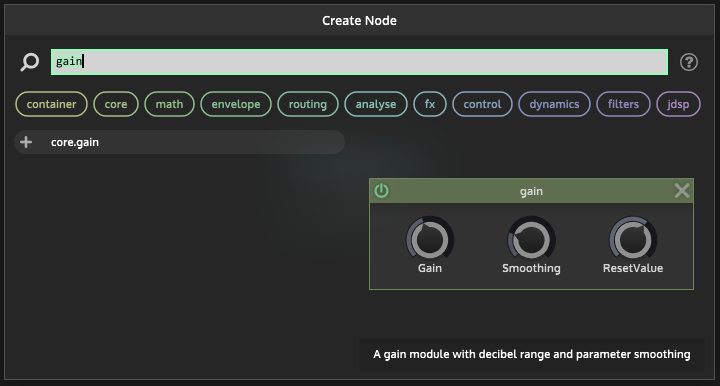 Create Node
gain
?
container core math envelope routing analyse fx control dynamics filters jdsp
core.gain
gain
Gain Smoothing ResetValue
A gain module with decibel range and parameter smoothing